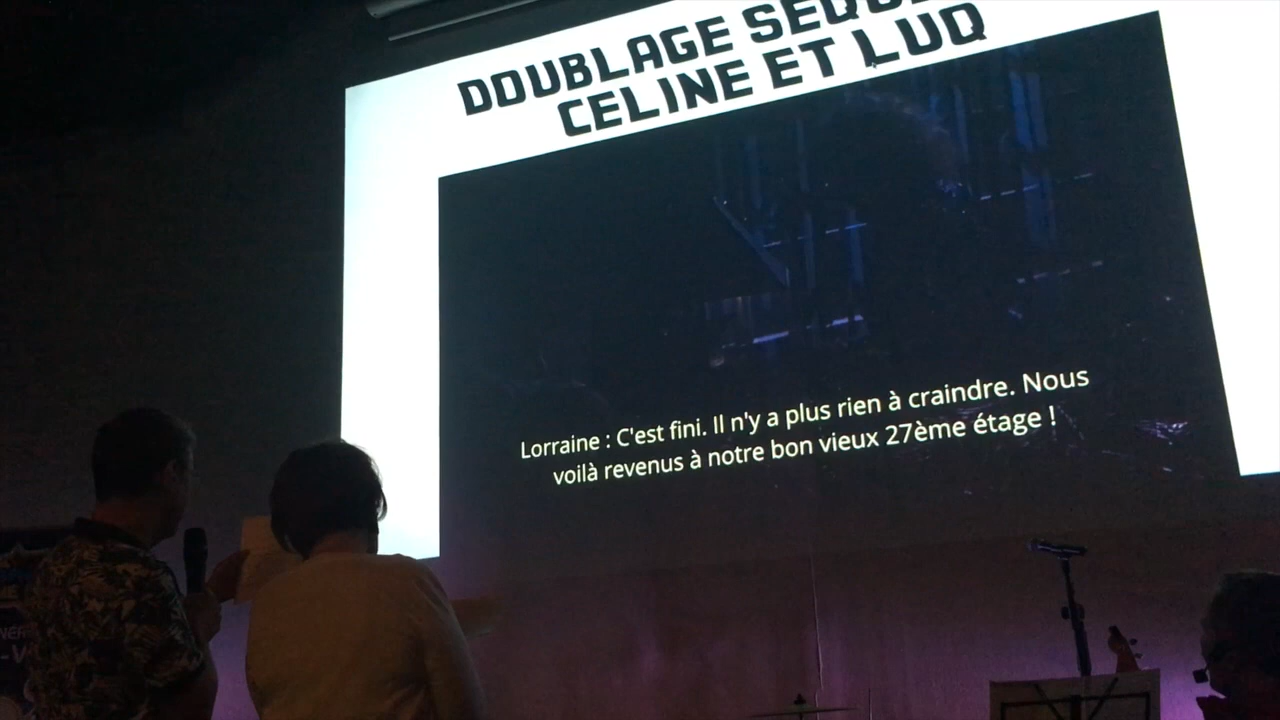 DOUBLAGE
CELINE ET LUQ
Lorraine : C'est fini. Il n'y a plus rien à craindre. Nous
voilà revenus à notre bon vieux 27ème étage !